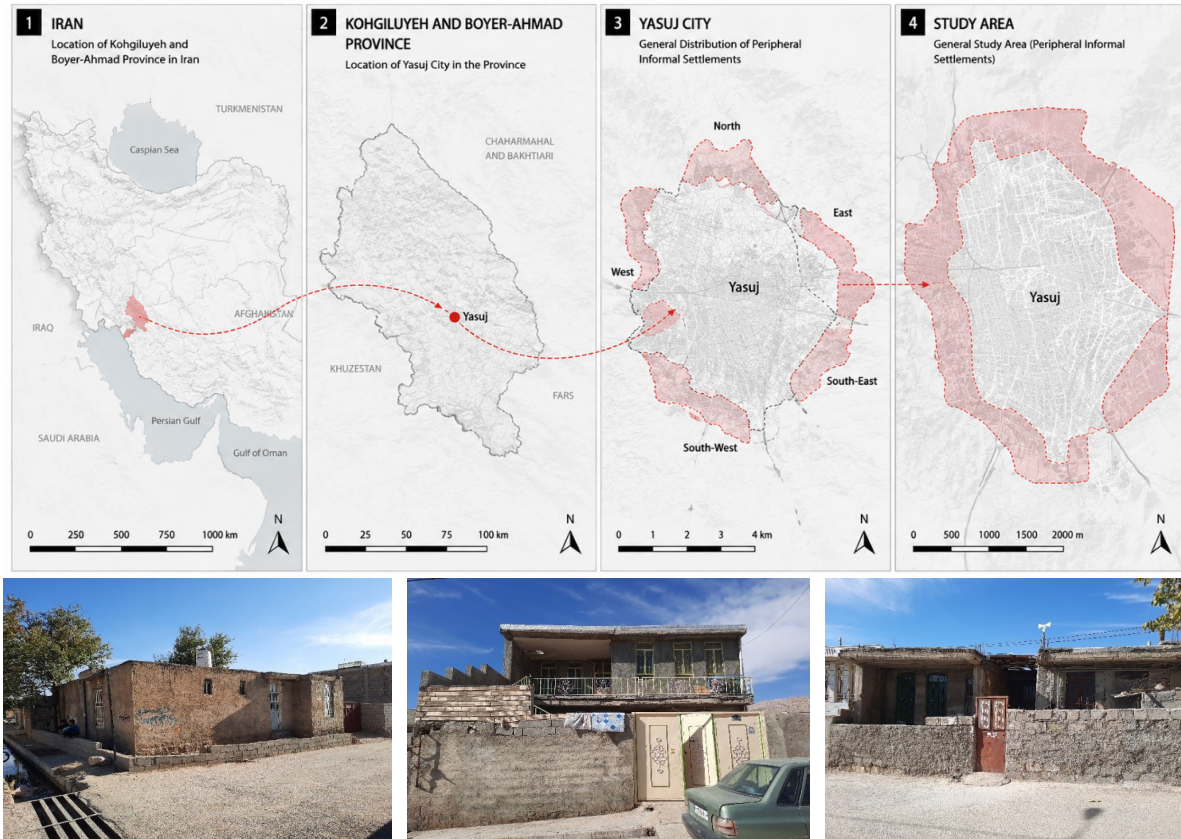 1 IRAN
Location of Kohgiluyeh and
Boyer-Ahmad Province in Iran
TURKMENISTAN
Caspian Sea
IRAQ
AFGHANISTAN
Persian Gulf
SAUDI ARABIA
Gulf of Oman
N
0 250 500 750 1000 km
2 KOHGILUYEH AND BOYER-AHMAD
PROVINCE
Location of Yasuj City in the Province
CHAHARMAHAL
AND BAKHTIARI
Yasuj
KHUZESTAN
FARS
N
0 25 50 75 100 km
3 YASUJ CITY
General Distribution of Peripheral
Informal Settlements
North
East
West
Yasuj
South-East
South-West
N
0 1 2 3 4 km
4 STUDY AREA
General Study Area (Peripheral Informal
Settlements)
Yasuj
N
0 500 1000 1500 2000 m